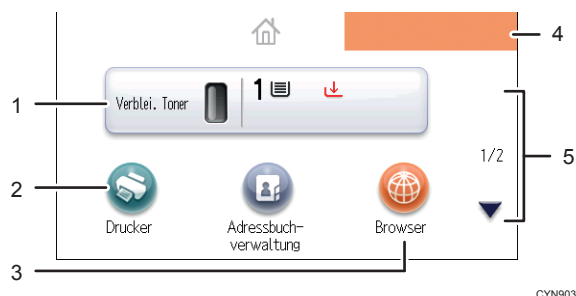 4
1
Verblei. Toner
1
1/2
5
2
Drucker
Adressbuch-
verwaltung
Browser
3
CYN903